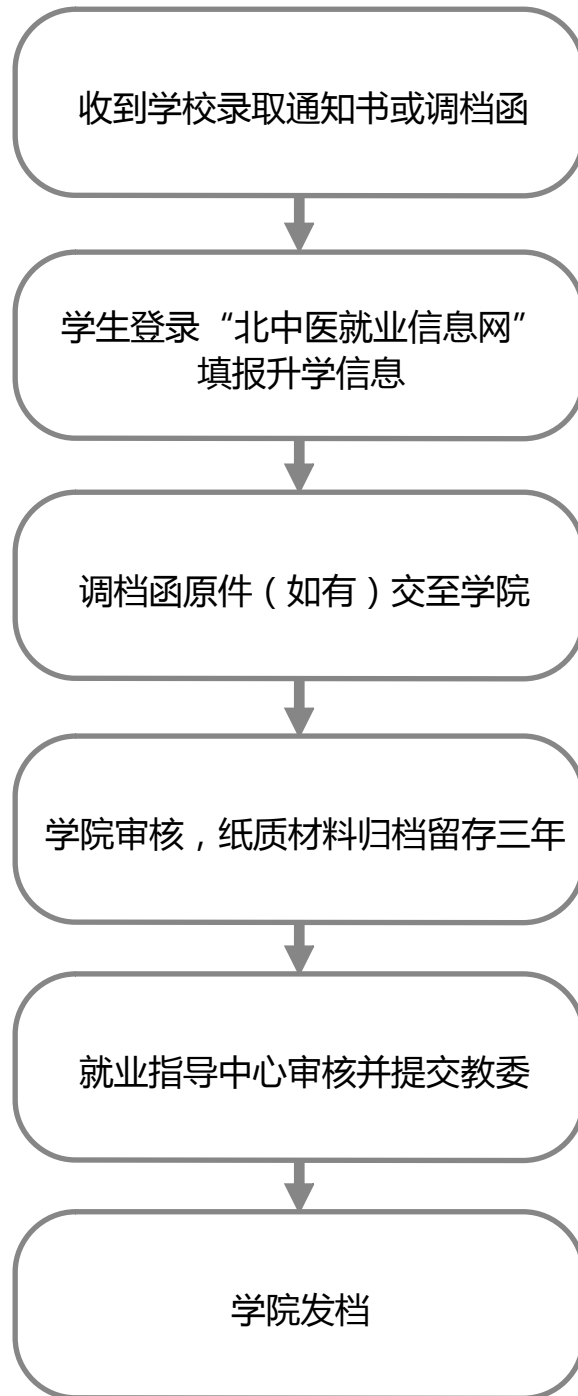 收到学校录取通知书或调档函
学生登录“北中医就业信息网”
填报升学信息
调档函原件（如有）交至学院
学院审核，纸质材料归档留存三年
就业指导中心审核并提交教委
学院发档